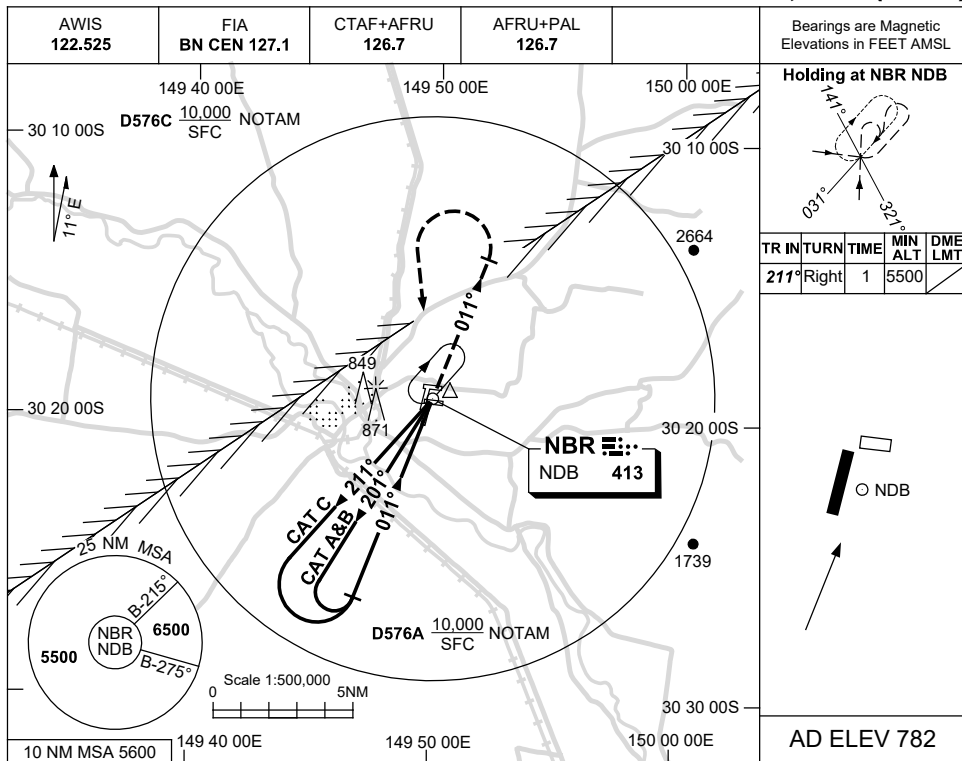 AWIS
122.525
FIA
BN CEN 127.1
CTAF+AFRU
126.7
AFRU+PAL
126.7
Bearings are Magnetic
Elevations in FEET AMSL
149 40 00E
149 50 00E
150 00 00E
30 10 00S
D576C 10,000
SFC
NOTAM
30 10 00S
11° E
2664
011°
849
871
30 20 00S
30 20 00S
NBR
NDB 413
211°
201°
011°
CAT C
CAT A&B
1739
25 NM MSA
B-215°
NBR
NDB
6500
5500
B-275°
D576A 10,000
SFC
NOTAM
Scale 1:500,000
0
5NM
30 30 00S
10 NM MSA 5600
149 40 00E
149 50 00E
150 00 00E
Holding at NBR NDB
141°
031°
321°
TR IN TURN TIME MIN ALT DME LMT
211° Right 1 5500
NDB
AD ELEV 782